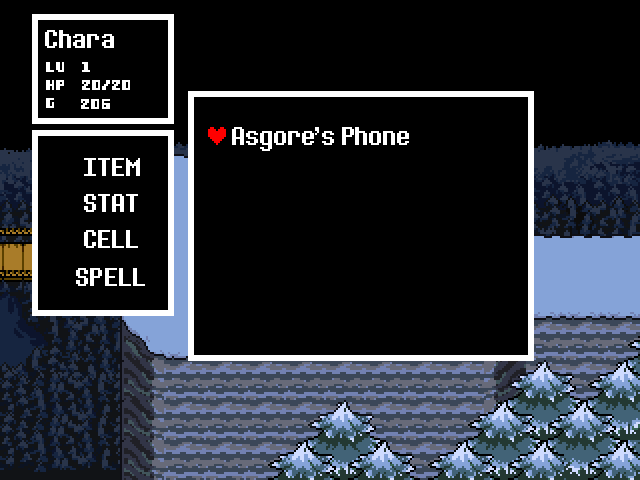 Chara
LV 1
HP 20/20
G 206
ITEM
STAT
CELL
SPELL
Asgore's Phone